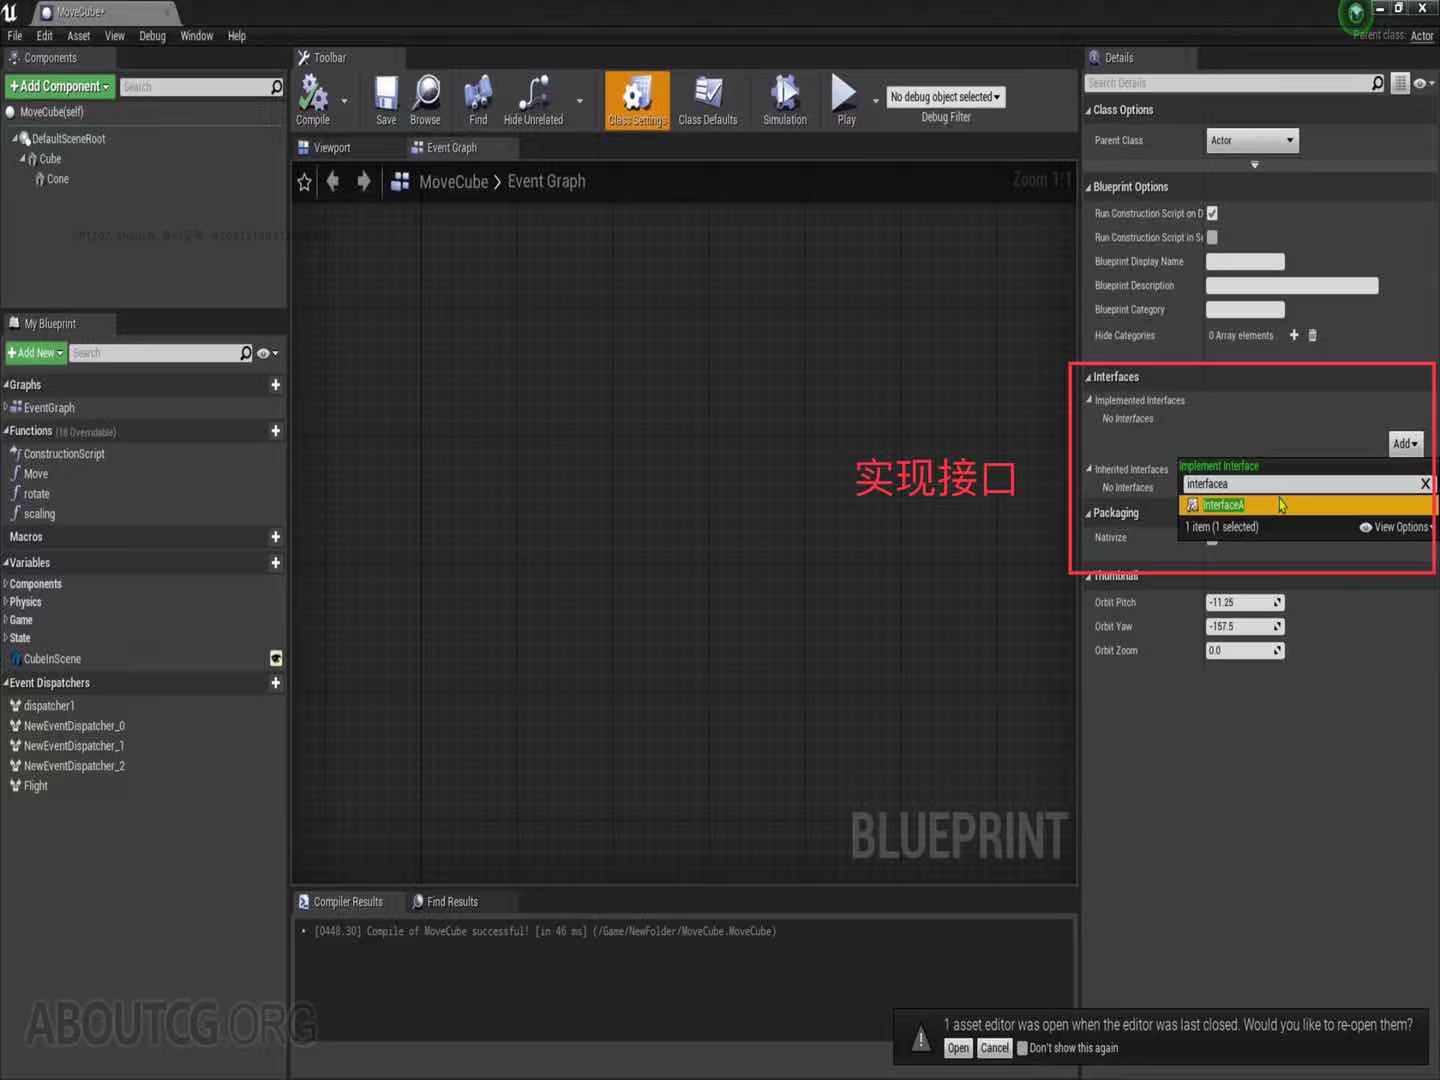 MoveCube*
File Edit Asset View Debug Window Help
Parent class: Actor
Components
+Add Component
Search
MoveCube(self)
DefaultSceneRoot
Cube
Cone
My Blueprint
+Add New
Search
Graphs
EventGraph
Functions (18 Overridable)
ConstructionScript
Move
rotate
scaling
Macros
Variables
Components
Physics
Game
State
CubeInScene
Event Dispatchers
dispatcher1
NewEventDispatcher_0
NewEventDispatcher_1
NewEventDispatcher_2
Flight
Toolbar
Compile Save Browse Find Hide Unrelated Class Settings Class Defaults Simulation Play
No debug object selected
Debug Filter
Viewport
Event Graph
MoveCube > Event Graph
Zoom 1:1
实现接口
BLUEPRINT
Compiler Results
Find Results
[0448.30] Compile of MoveCube successful! [in 46 ms] (/Game/NewFolder/MoveCube.MoveCube)
Details
Search Details
Class Options
Parent Class Actor
Blueprint Options
Run Construction Script on D
Run Construction Script in Se
Blueprint Display Name
Blueprint Description
Blueprint Category
Hide Categories 0 Array elements
Interfaces
Implemented Interfaces
No Interfaces
Add
Inherited Interfaces
No Interfaces
Implement Interface
interfacea
InterfaceA
1 item (1 selected)
View Options
Packaging
Nativize
Thumbnail
Orbit Pitch -11.25
Orbit Yaw -157.5
Orbit Zoom 0.0
ABOUTCG.ORG
1 asset editor was open when the editor was last closed. Would you like to re-open them?
Open Cancel Don't show this again